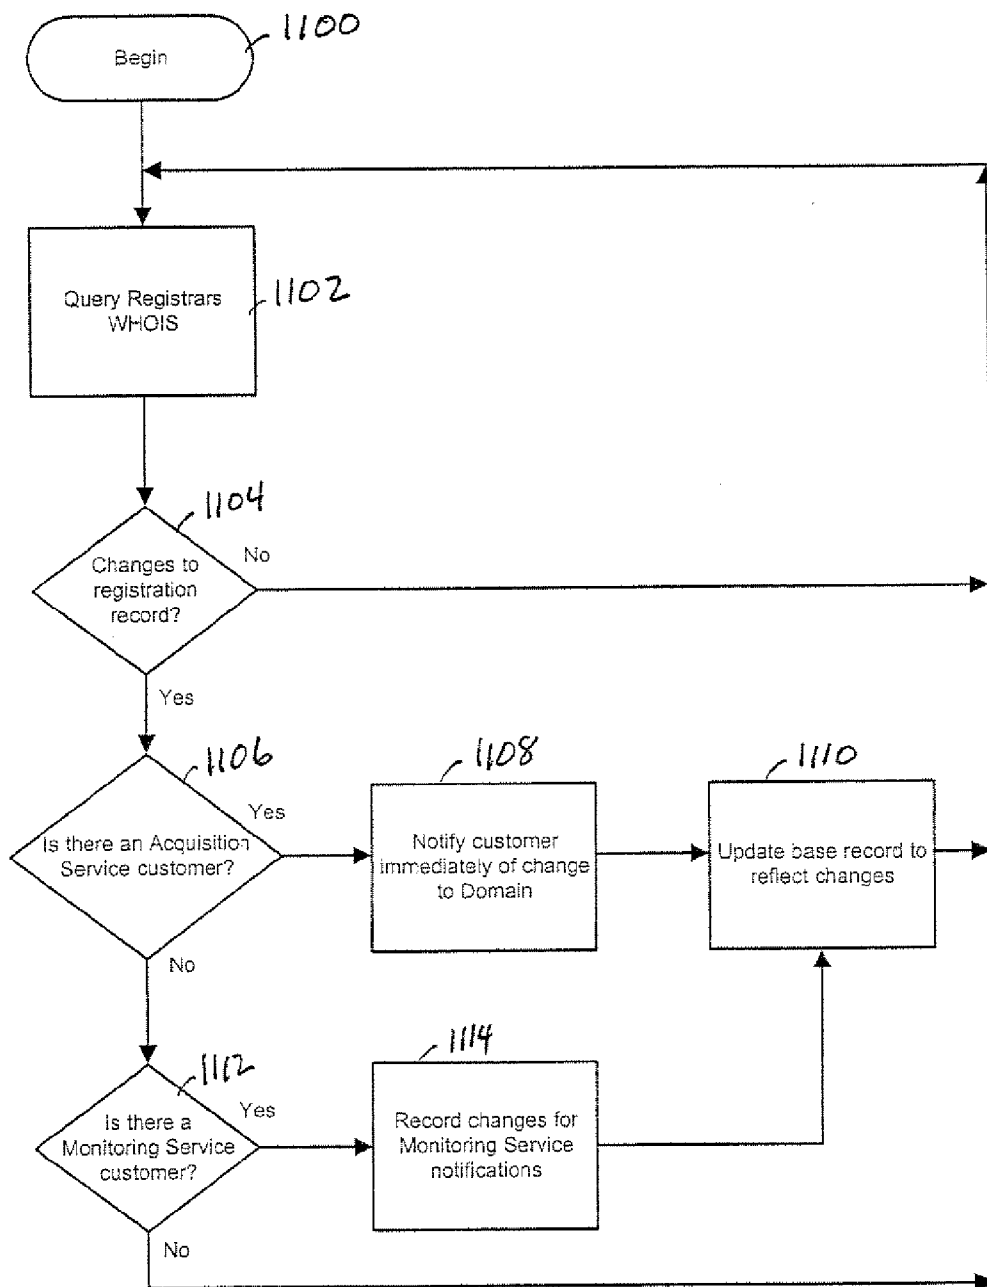 1100
Begin
Query Registrars
WHOIS
1102
1104
Changes to
registration
record?
No
Yes
1106
Is there an Acquisition
Service customer?
Yes
No
1108
Notify customer
immediately of change
to Domain
1110
Update base record to
reflect changes
1112
Is there a
Monitoring Service
customer?
Yes
No
1114
Record changes for
Monitoring Service
notifications